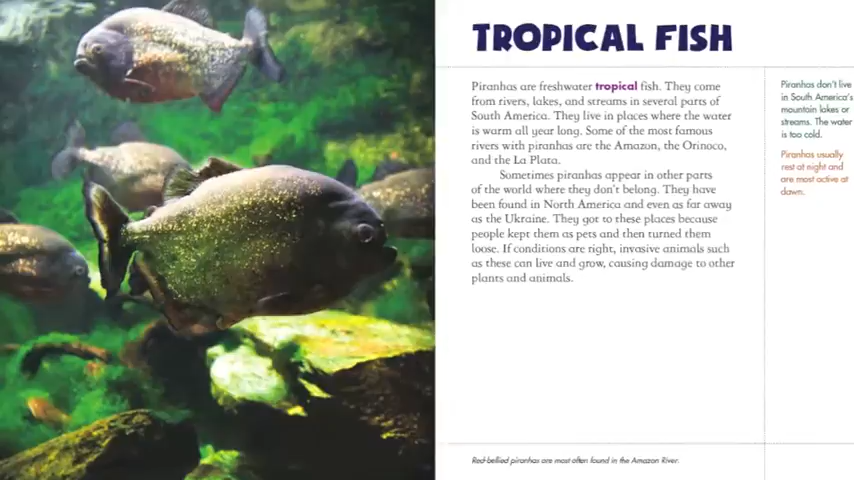 TROPICAL FISH
Piranhas are freshwater tropical fish. They come
from rivers, lakes, and streams in several parts of
South America. They live in places where the water
is warm all year long. Some of the most famous
rivers with piranhas are the Amazon, the Orinoco,
and the La Plata.
Sometimes piranhas appear in other parts
of the world where they don't belong. They have
been found in North America and even as far away
as the Ukraine. They got to these places because
people kept them as pets and then turned them
loose. If conditions are right, invasive animals such
as these can live and grow, causing damage to other
plants and animals.
Piranhas don't live
in South America's
mountain lakes or
streams. The water
is too cold.
Piranhas usually
rest at night and
are most active at
dawn.
Red-bellied piranhas are most often found in the Amazon River.